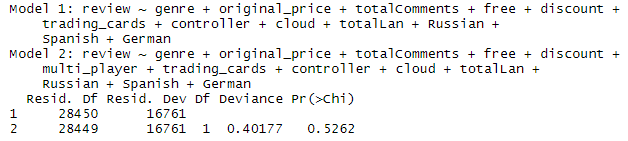 Model 1: review ~ genre + original_price + totalComments + free + discount +
trading_cards + controller + cloud + totalLan + Russian +
Spanish + German
Model 2: review ~ genre + original_price + totalComments + free + discount +
multi_player + trading_cards + controller + cloud + totalLan +
Russian + Spanish + German
Resid. Df Resid. Dev Df Deviance Pr(>Chi)
1 28450 16761
2 28449 16761 1 0.40177 0.5262